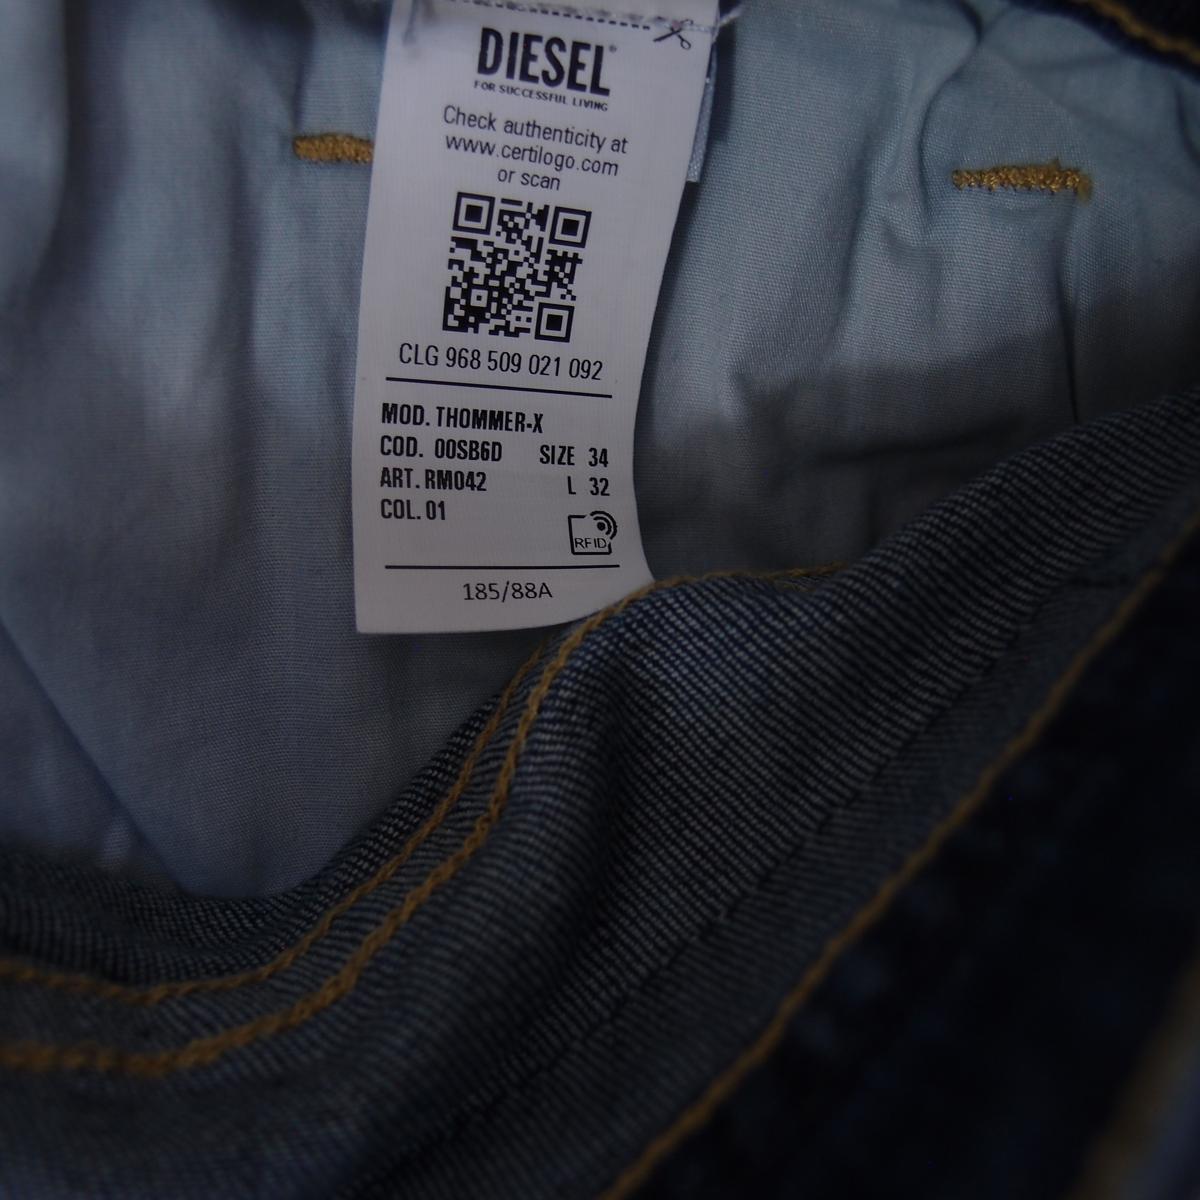 DIESEL®
FOR SUCCESSFUL LIVING
Check authenticity at
www.certilogo.com
or scan
CLG 968 509 021 092
MOD. THOMMER-X
COD. 00SB6D SIZE 34
ART. RM042 L 32
COL. 01
RFID
185/88A